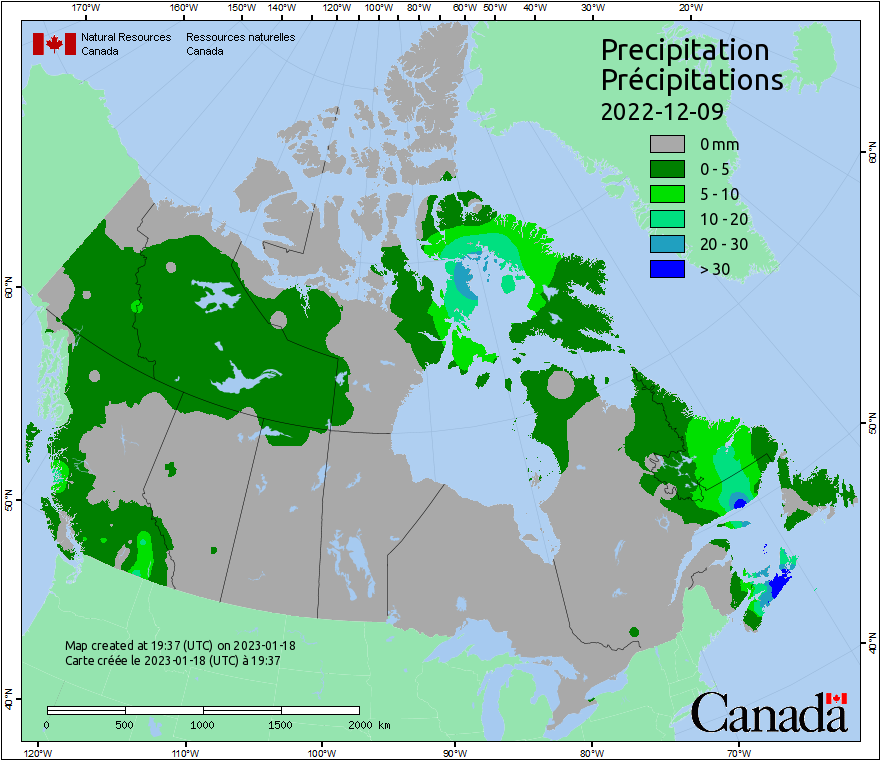 170°W 160°W 150°W 140°W 120°W 100°W 80°W 60°W 50°W 40°W 30°W 20°W
Natural Resources Ressources naturelles
Canada Canada
Precipitation
Précipitations
2022-12-09
0 mm
0 - 5
5 - 10
10 - 20
20 - 30
> 30
60°N
60°N
50°N
50°N
40°N
40°N
Map created at 19:37 (UTC) on 2023-01-18
Carte créée le 2023-01-18 (UTC) à 19:37
0 500 1000 1500 2000 km
Canada
120°W 110°W 100°W 90°W 80°W 70°W